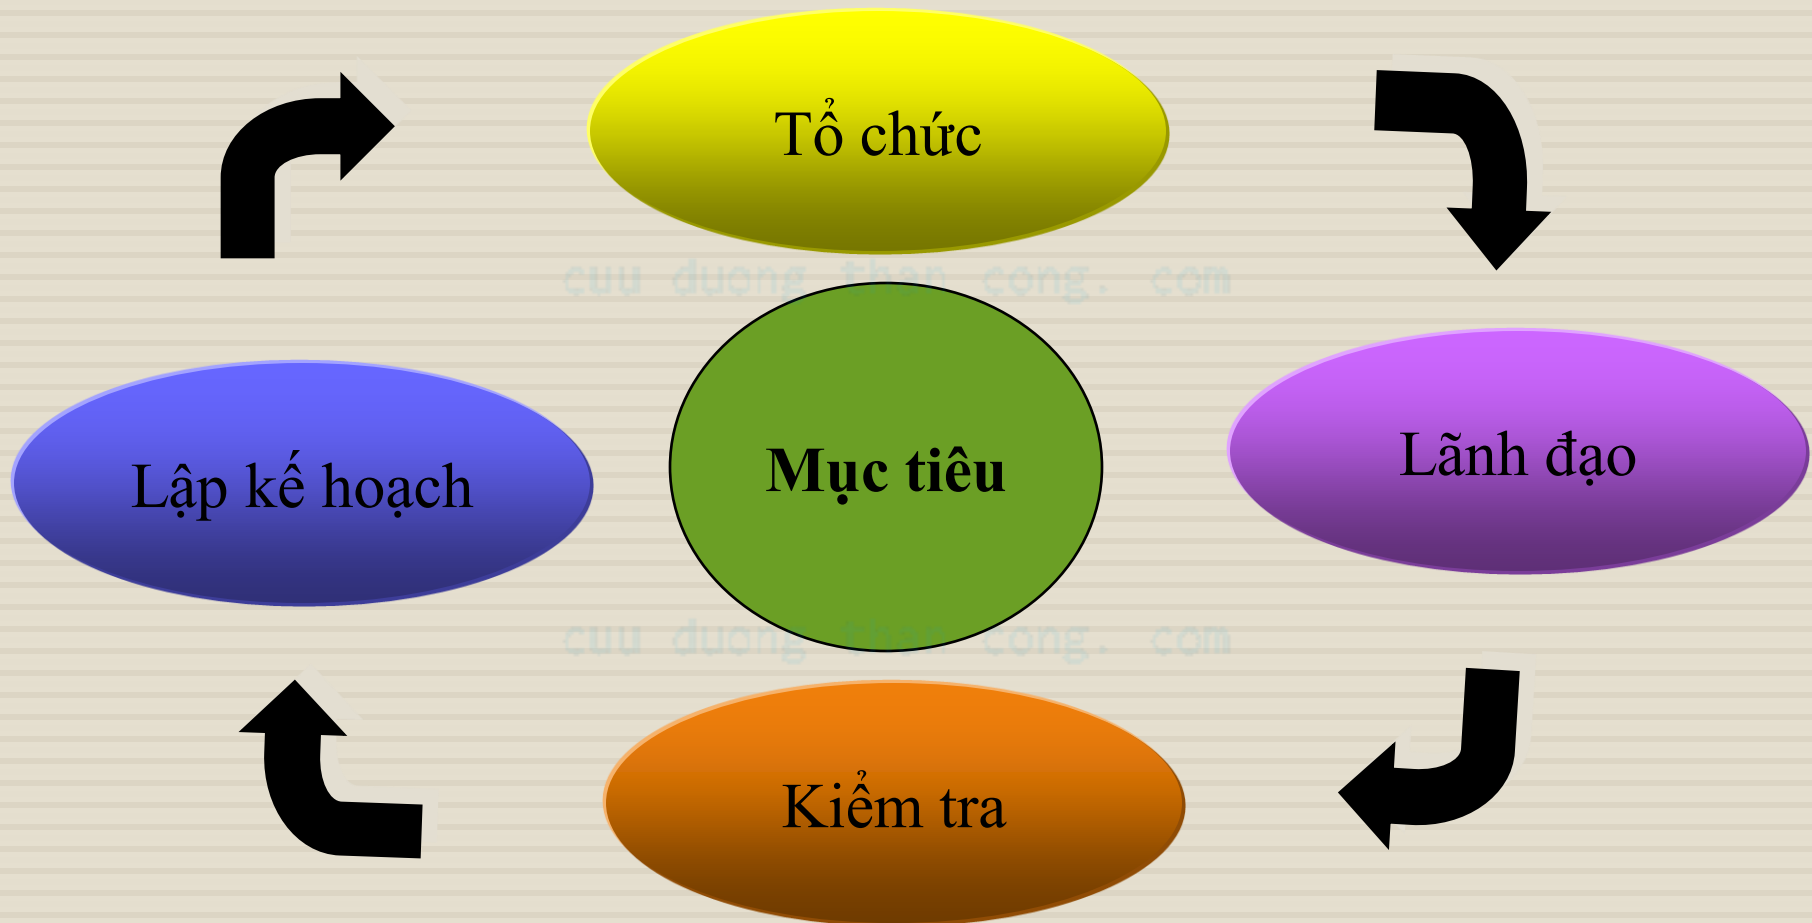 Tổ chức
cuu duong than cong. com
Lập kế hoạch
Mục tiêu
Lãnh đạo
cuu duong than cong. com
Kiểm tra